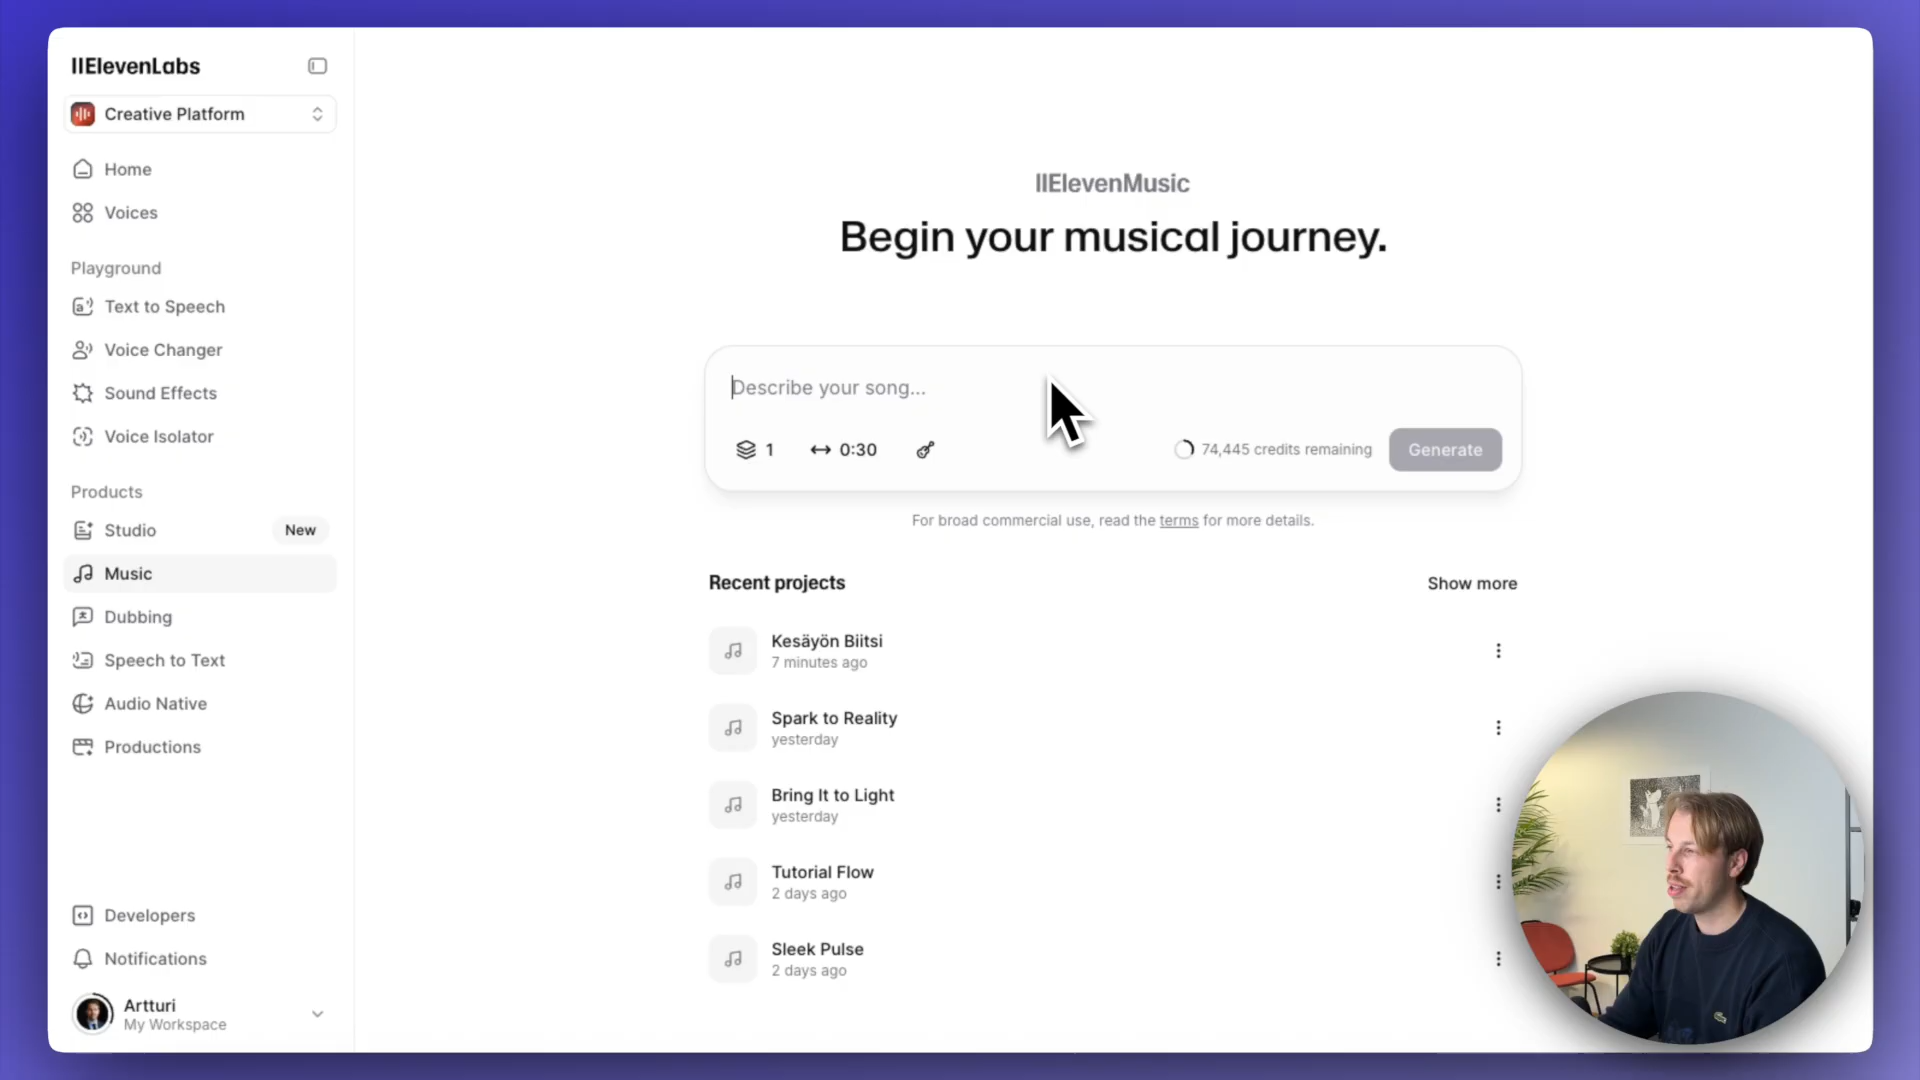 IIElevenLabs
Creative Platform
Home
Voices
Playground
Text to Speech
Voice Changer
Sound Effects
Voice Isolator
Products
Studio New
Music
Dubbing
Speech to Text
Audio Native
Productions
Developers
Notifications
Artturi
My Workspace
IIElevenMusic
Begin your musical journey.
Describe your song...
1 0:30 74,445 credits remaining Generate
For broad commercial use, read the terms for more details.
Recent projects Show more
Kesäyön Biitsi
7 minutes ago
Spark to Reality
yesterday
Bring It to Light
yesterday
Tutorial Flow
2 days ago
Sleek Pulse
2 days ago